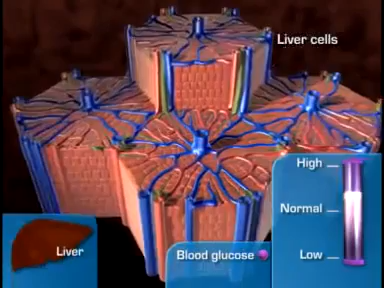 Liver cells
High
Normal
Low
Blood glucose
Liver